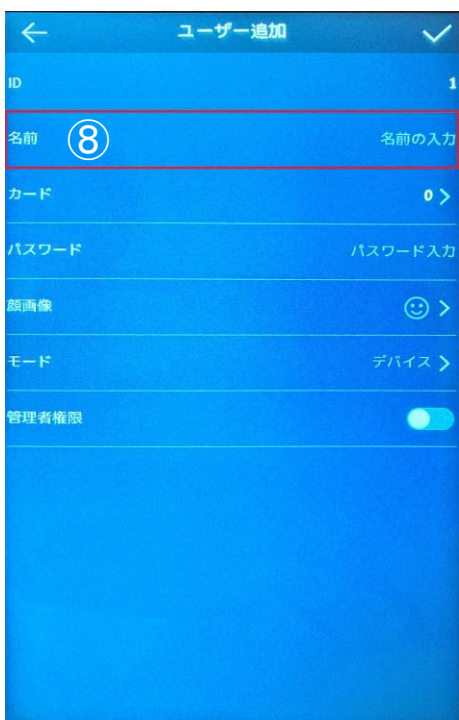 ユーザー追加
ID 1
名前 ⑧ 名前の入力
カード 0
パスワード パスワード入力
顔画像
モード デバイス
管理者権限